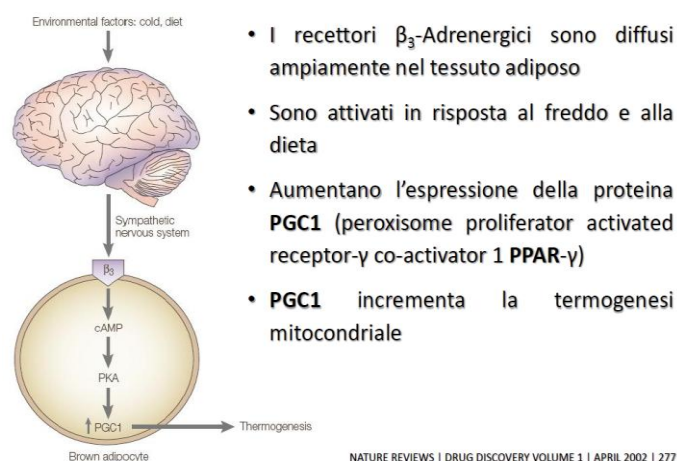 Environmental factors: cold, diet
Sympathetic
nervous system
β3
cAMP
PKA
PGC1
Thermogenesis
Brown adipocyte
• I recettori β3-Adrenergici sono diffusi
ampiamente nel tessuto adiposo
• Sono attivati in risposta al freddo e alla
dieta
• Aumentano l’espressione della proteina
PGC1 (peroxisome proliferator activated
receptor-γ co-activator 1 PPAR-γ)
• PGC1 incrementa la termogenesi
mitocondriale
NATURE REVIEWS | DRUG DISCOVERY VOLUME 1 | APRIL 2002 | 277